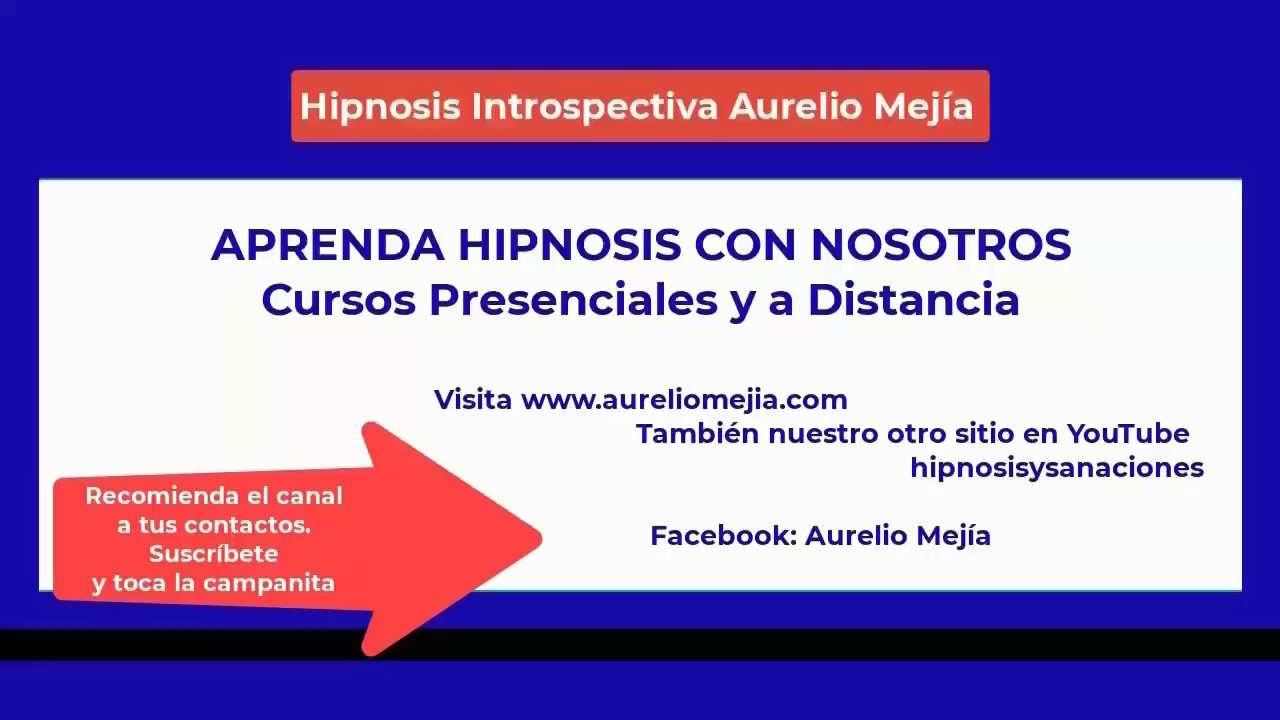 Hipnosis Introspectiva Aurelio Mejía
APRENDA HIPNOSIS CON NOSOTROS
Cursos Presenciales y a Distancia
Visita www.aureliomejia.com
También nuestro otro sitio en YouTube
hipnosisysanaciones
Facebook: Aurelio Mejía
Recomienda el canal
a tus contactos.
Suscríbete
y toca la campanita